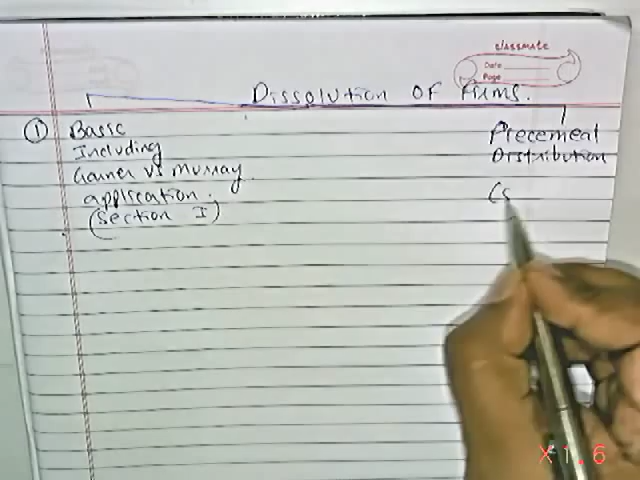 classmate
Date
Page
Dissolution of Firms.
① Basic
Including
Garner vs Murray
application.
(Section I)
Piecemeal
Distribution
(s
X1.6